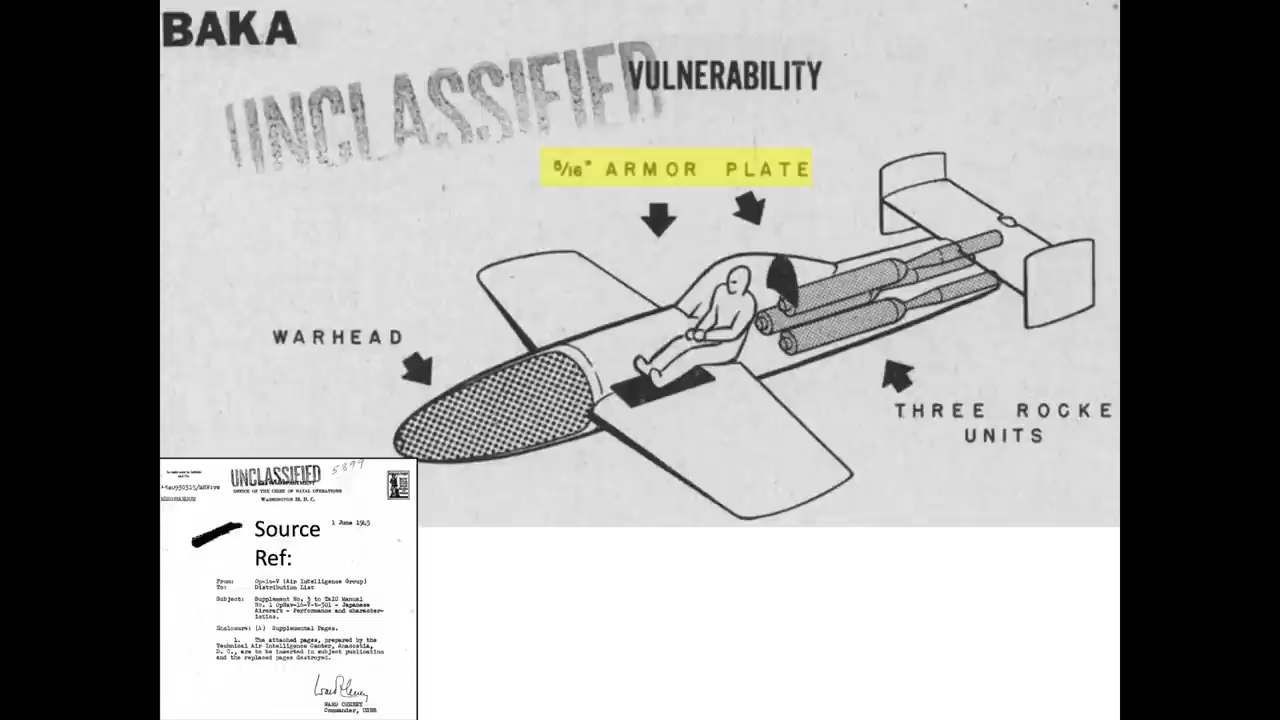 BAKA
UNCLASSIFIED
VULNERABILITY
5/16" ARMOR PLATE
WARHEAD
THREE ROCKE
UNITS
UNCLASSIFIED
5899
OFFICE OF THE CHIEF OF NAVAL OPERATIONS
WASHINGTON 25, D. C.
MEMORANDUM
1 June 1945
Source
Ref:
From: Op-16-V (Air Intelligence Group)
To: Distribution List
Subject: Supplement No. 3 to TAIC Manual
No. 1 OpNav-16-V-T-301 - Japanese
Aircraft - Performance and character-
istics.
Enclosure: (A) Supplemental Pages.
1. The attached pages, prepared by the
Technical Air Intelligence Center, Anacostia,
D. C., are to be inserted in subject publication
and the replaced pages destroyed.
WARD CHENEY
Commander, USNR